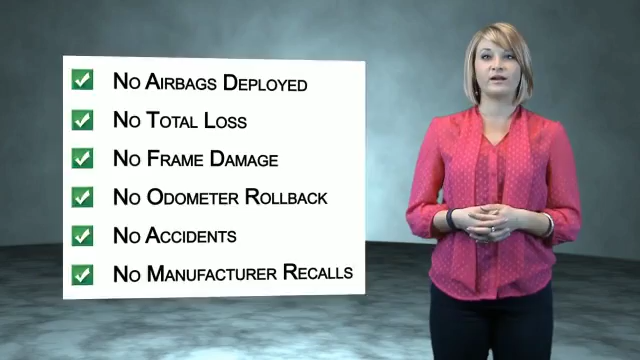 No Airbags Deployed
No Total Loss
No Frame Damage
No Odometer Rollback
No Accidents
No Manufacturer Recalls